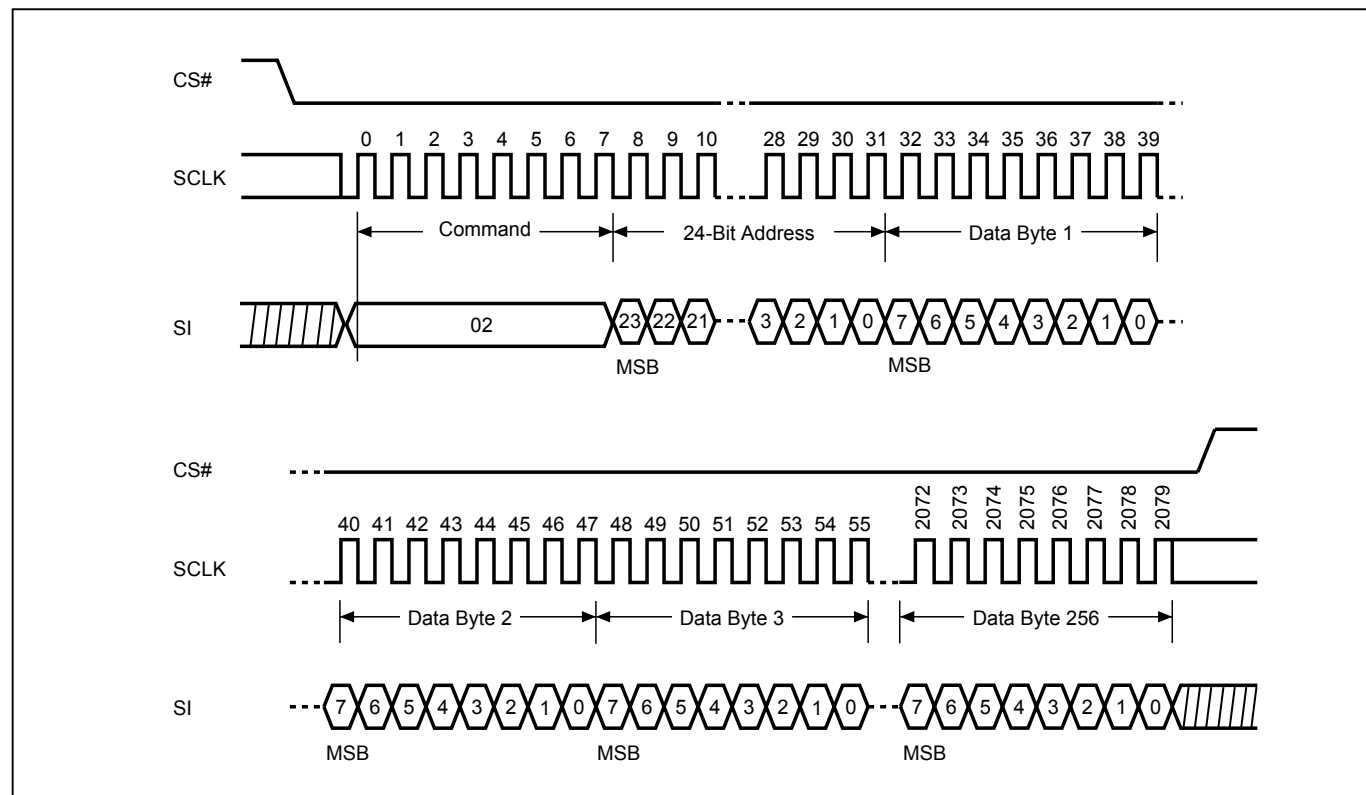 CS#
0 1 2 3 4 5 6 7 8 9 10 28 29 30 31 32 33 34 35 36 37 38 39
SCLK
Command 24-Bit Address Data Byte 1
SI 02 23 22 21 3 2 1 0 7 6 5 4 3 2 1 0
MSB MSB
CS#
40 41 42 43 44 45 46 47 48 49 50 51 52 53 54 55 2072 2073 2074 2075 2076 2077 2078 2079
SCLK
Data Byte 2 Data Byte 3 Data Byte 256
SI 7 6 5 4 3 2 1 0 7 6 5 4 3 2 1 0 7 6 5 4 3 2 1 0
MSB MSB MSB